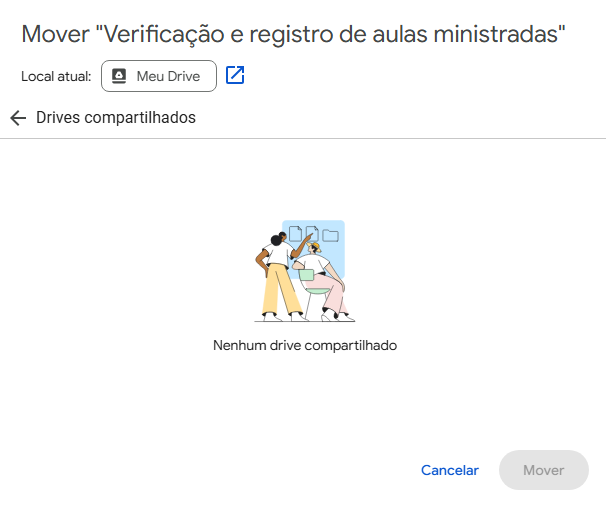 Mover "Verificação e registro de aulas ministradas"
Local atual: Meu Drive
Drives compartilhados
Nenhum drive compartilhado
Cancelar Mover